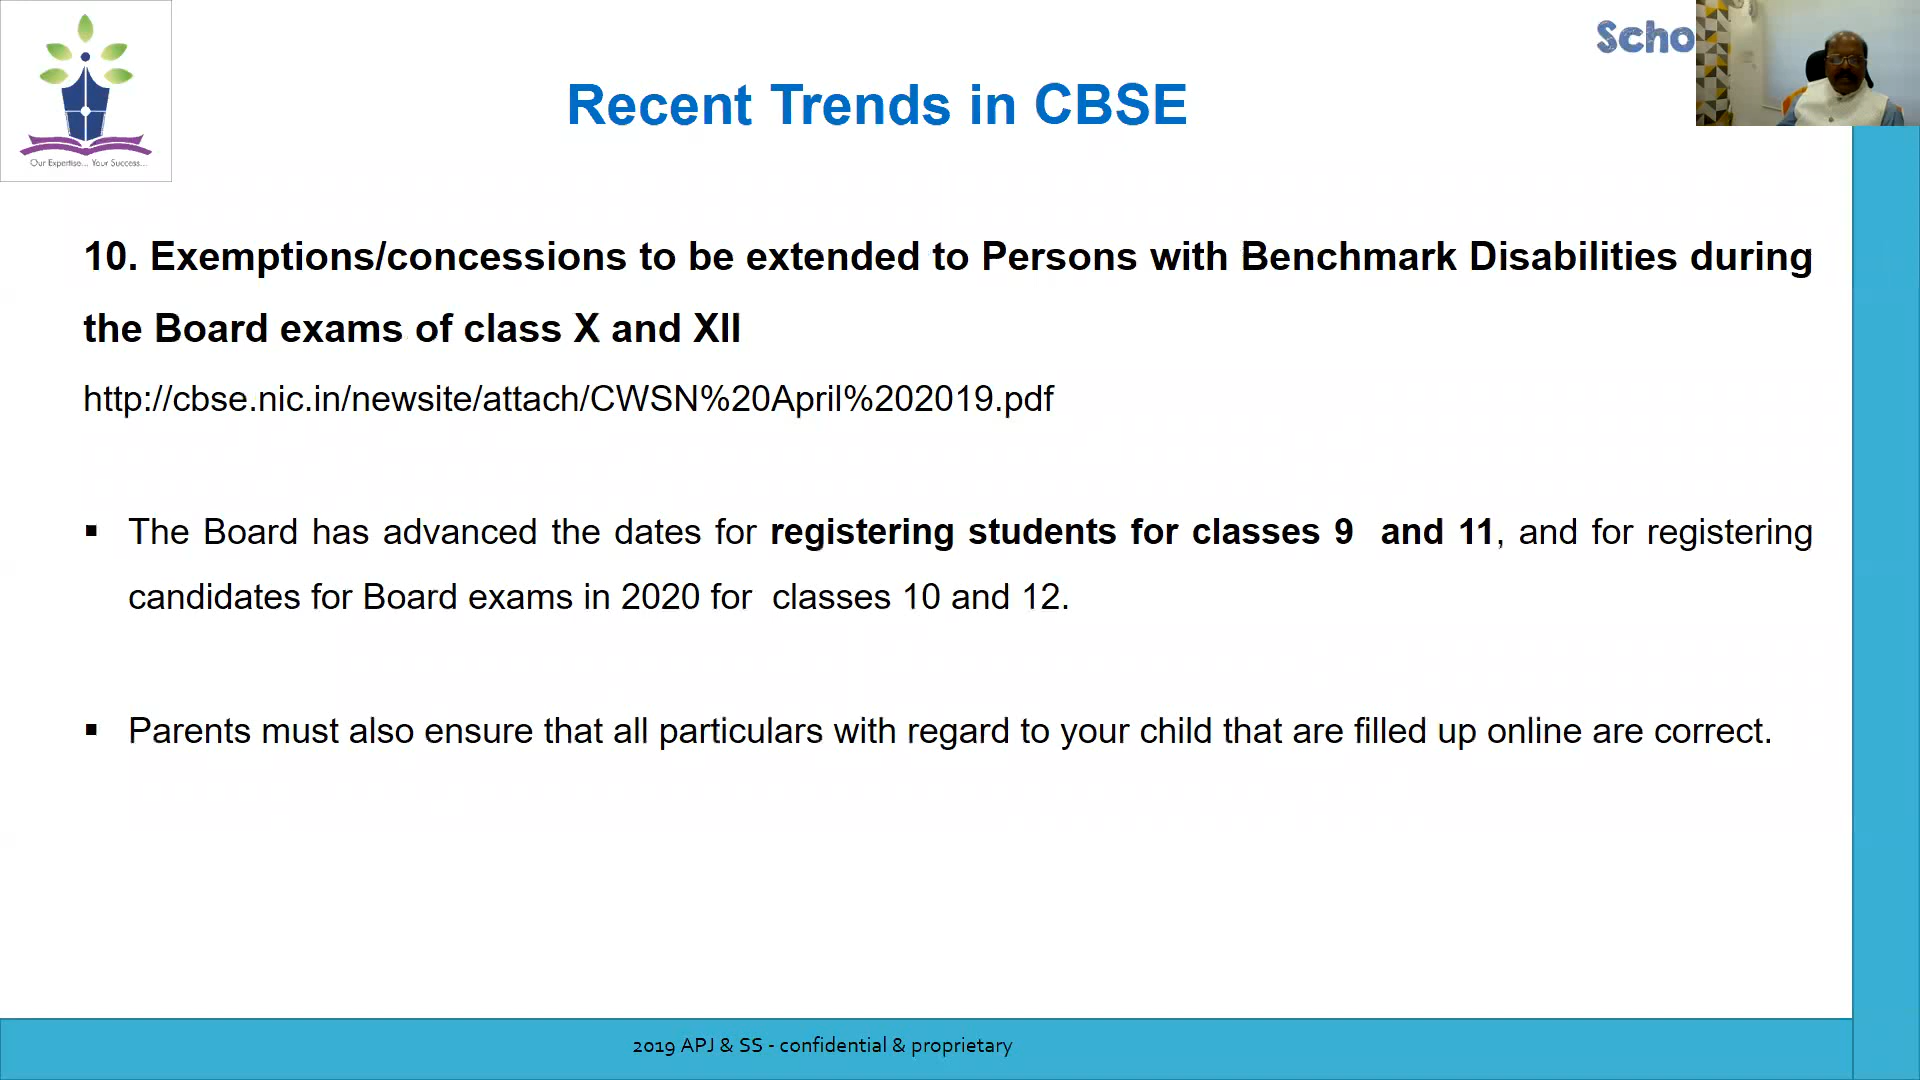 Scho
Our Expertise... Your Success...
Recent Trends in CBSE
10. Exemptions/concessions to be extended to Persons with Benchmark Disabilities during
the Board exams of class X and XII
http://cbse.nic.in/newsite/attach/CWSN%20April%202019.pdf
▪ The Board has advanced the dates for registering students for classes 9 and 11, and for registering
candidates for Board exams in 2020 for classes 10 and 12.
▪ Parents must also ensure that all particulars with regard to your child that are filled up online are correct.
2019 APJ & SS - confidential & proprietary